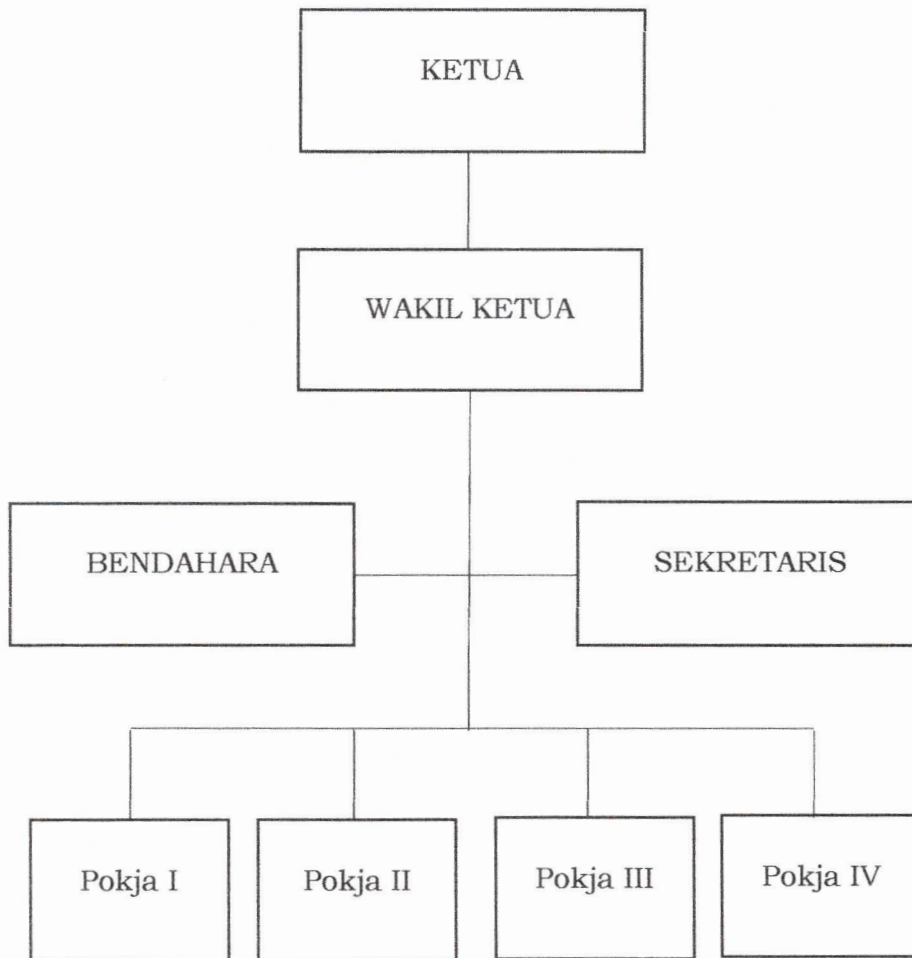 KETUA
WAKIL KETUA
BENDAHARA
SEKRETARIS
Pokja I
Pokja II
Pokja III
Pokja IV